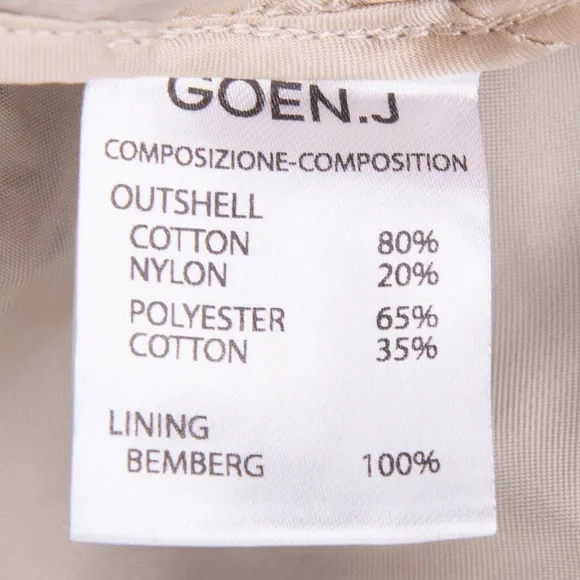 GOEN.J
COMPOSIZIONE-COMPOSITION
OUTSHELL
COTTON 80%
NYLON 20%
POLYESTER 65%
COTTON 35%
LINING
BEMBERG 100%